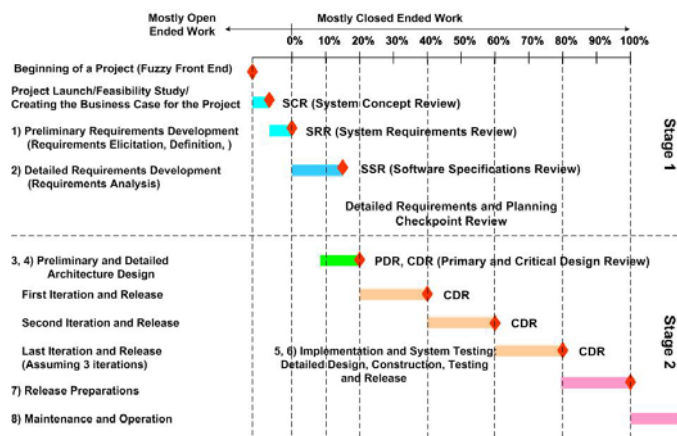 Mostly Open
Ended Work
Mostly Closed Ended Work
0% 10% 20% 30% 40% 50% 60% 70% 80% 90% 100%
Beginning of a Project (Fuzzy Front End)
Project Launch/Feasibility Study/
Creating the Business Case for the Project
SCR (System Concept Review)
1) Preliminary Requirements Development
(Requirements Elicitation, Definition, )
SRR (System Requirements Review)
2) Detailed Requirements Development
(Requirements Analysis)
SSR (Software Specifications Review)
Detailed Requirements and Planning
Checkpoint Review
Stage 1
3, 4) Preliminary and Detailed
Architecture Design
PDR, CDR (Primary and Critical Design Review)
First Iteration and Release
CDR
Second Iteration and Release
CDR
Last Iteration and Release
(Assuming 3 iterations)
5, 6) Implementation and System Testing:
Detailed Design, Construction, Testing
and Release
CDR
Stage 2
7) Release Preparations
8) Maintenance and Operation